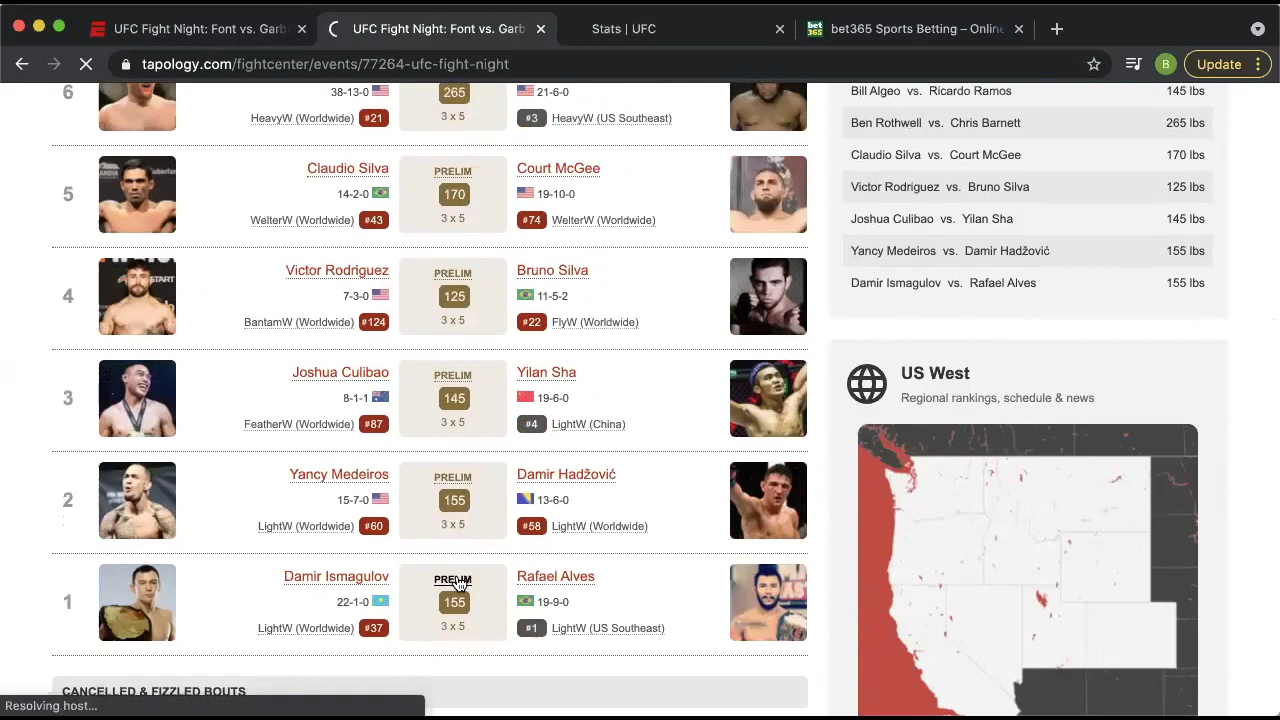 UFC Fight Night: Font vs. Garb
UFC Fight Night: Font vs. Garb
Stats | UFC
bet365 Sports Betting – Online
tapology.com/fightcenter/events/77264-ufc-fight-night
B
Update
6
38-13-0
265
21-6-0
HeavyW (Worldwide) #21
3 x 5
#3 HeavyW (US Southeast)
5
Claudio Silva
PRELIM
Court McGee
14-2-0
170
19-10-0
WelterW (Worldwide) #43
3 x 5
#74 WelterW (Worldwide)
4
Victor Rodriguez
PRELIM
Bruno Silva
7-3-0
125
11-5-2
BantamW (Worldwide) #124
3 x 5
#22 FlyW (Worldwide)
3
Joshua Culibao
PRELIM
Yilan Sha
8-1-1
145
19-6-0
FeatherW (Worldwide) #87
3 x 5
#4 LightW (China)
2
Yancy Medeiros
PRELIM
Damir Hadžović
15-7-0
155
13-6-0
LightW (Worldwide) #60
3 x 5
#58 LightW (Worldwide)
1
Damir Ismagulov
PRELIM
Rafael Alves
22-1-0
155
19-9-0
LightW (Worldwide) #37
3 x 5
#1 LightW (US Southeast)
CANCELLED & FIZZLED BOUTS
Resolving host...
Bill Algeo vs. Ricardo Ramos 145 lbs
Ben Rothwell vs. Chris Barnett 265 lbs
Claudio Silva vs. Court McGee 170 lbs
Victor Rodriguez vs. Bruno Silva 125 lbs
Joshua Culibao vs. Yilan Sha 145 lbs
Yancy Medeiros vs. Damir Hadžović 155 lbs
Damir Ismagulov vs. Rafael Alves 155 lbs
US West
Regional rankings, schedule & news